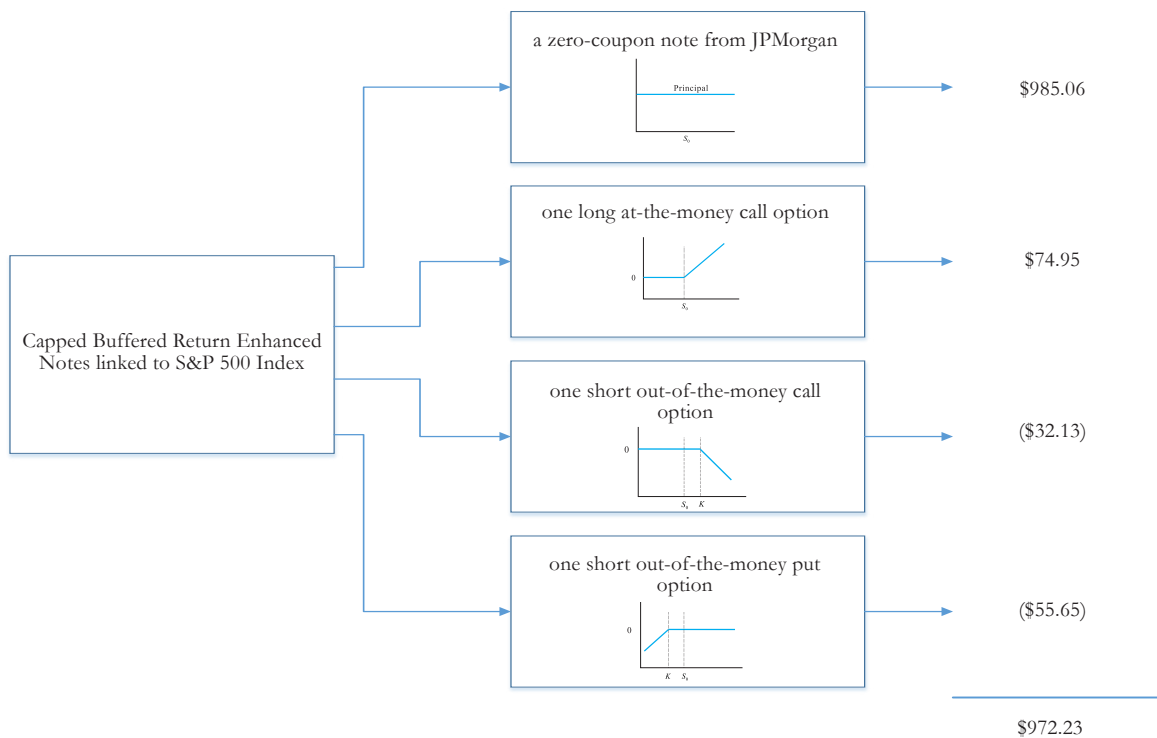 a zero-coupon note from JPMorgan
Principal
S₀
$985.06
one long at-the-money call option
0
S₀
$74.95
Capped Buffered Return Enhanced
Notes linked to S&P 500 Index
one short out-of-the-money call
option
0
S₀ K
($32.13)
one short out-of-the-money put
option
0
K S₀
($55.65)
$972.23